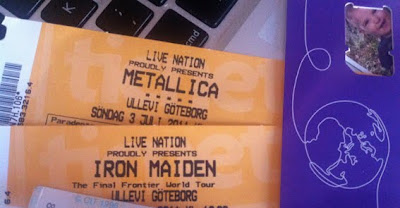 cmd
LIVE NATION
PROUDLY PRESENTS
METALLICA
ULLEVI GÖTEBORG
SÖNDAG 3 JULI
LIVE NATION
PROUDLY PRESENTS
IRON MAIDEN
The Final Frontier World Tour
ULLEVI GÖTEBORG